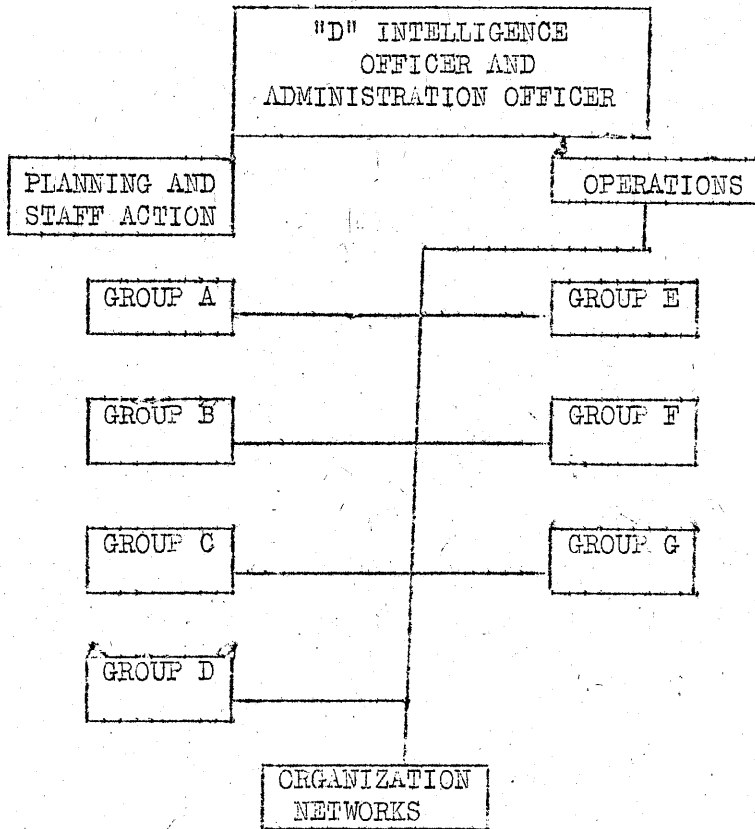 "D" INTELLIGENCE
OFFICER AND
ADMINISTRATION OFFICER
PLANNING AND
STAFF ACTION
OPERATIONS
GROUP A
GROUP E
GROUP B
GROUP F
GROUP C
GROUP G
GROUP D
ORGANIZATION
NETWORKS